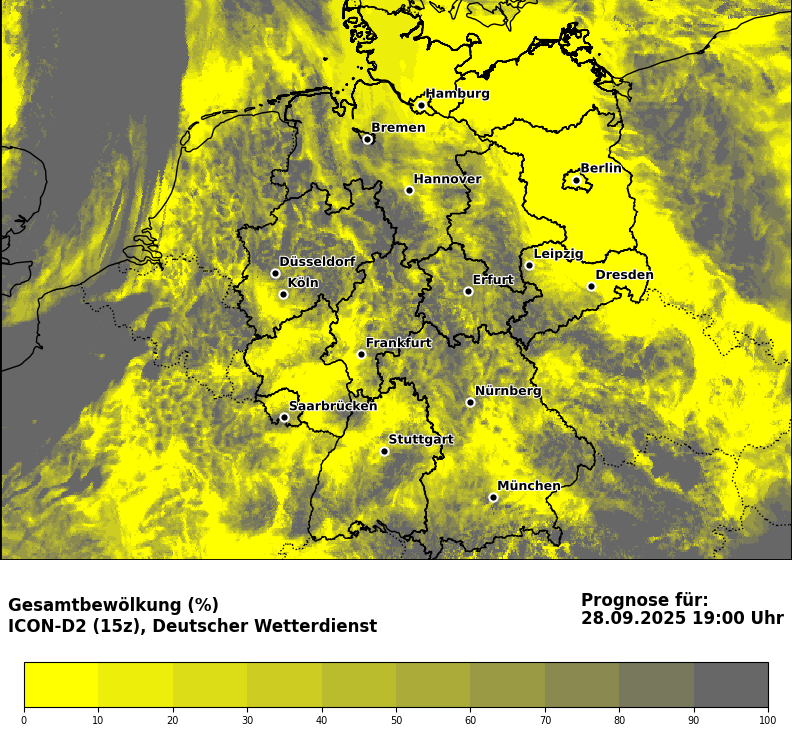 Hamburg
Bremen
Berlin
Hannover
Leipzig
Düsseldorf
Dresden
Köln
Erfurt
Frankfurt
Nürnberg
Saarbrücken
Stuttgart
München
Gesamtbewölkung (%)
ICON-D2 (15z), Deutscher Wetterdienst
Prognose für:
28.09.2025 19:00 Uhr
0 10 20 30 40 50 60 70 80 90 100